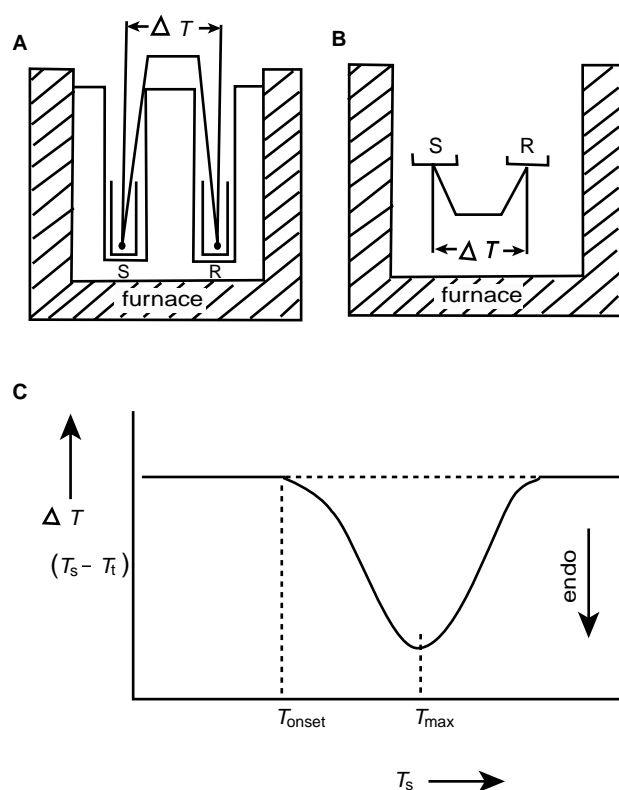 A
Δ T
S
R
furnace
B
S
R
Δ T
furnace
C
Δ T
(Ts − Tt)
endo
Tonset
Tmax
Ts